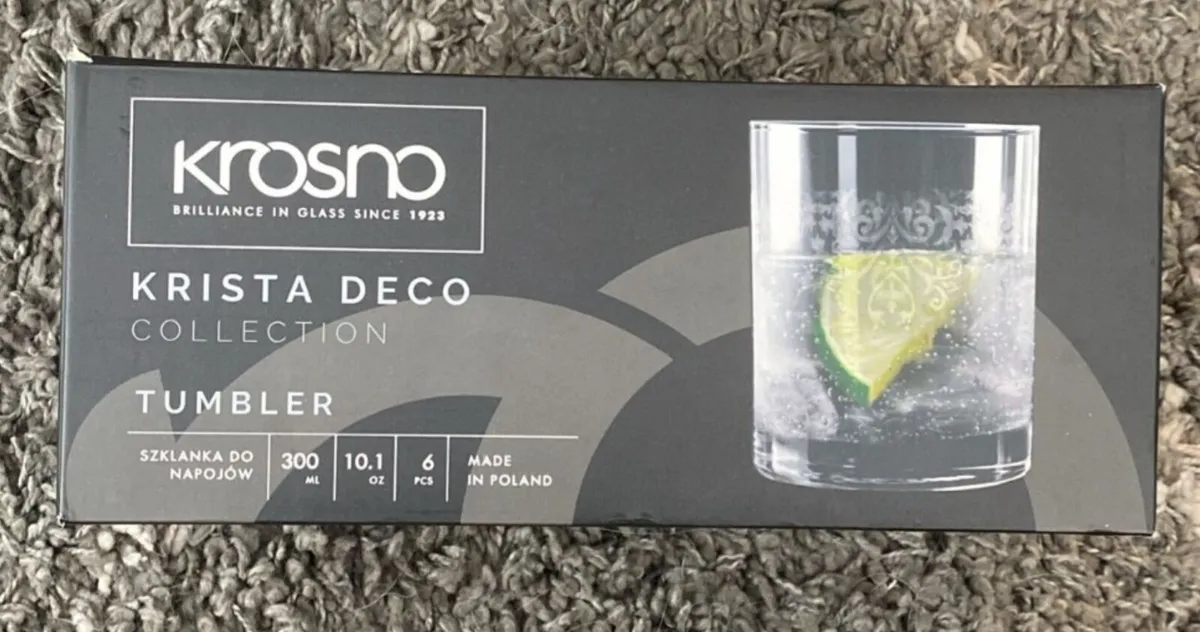 krosno
BRILLIANCE IN GLASS SINCE 1923
KRISTA DECO
COLLECTION
TUMBLER
SZKLANKA DO
NAPOJÓW
300
ML
10.1
OZ
6
PCS
MADE
IN POLAND